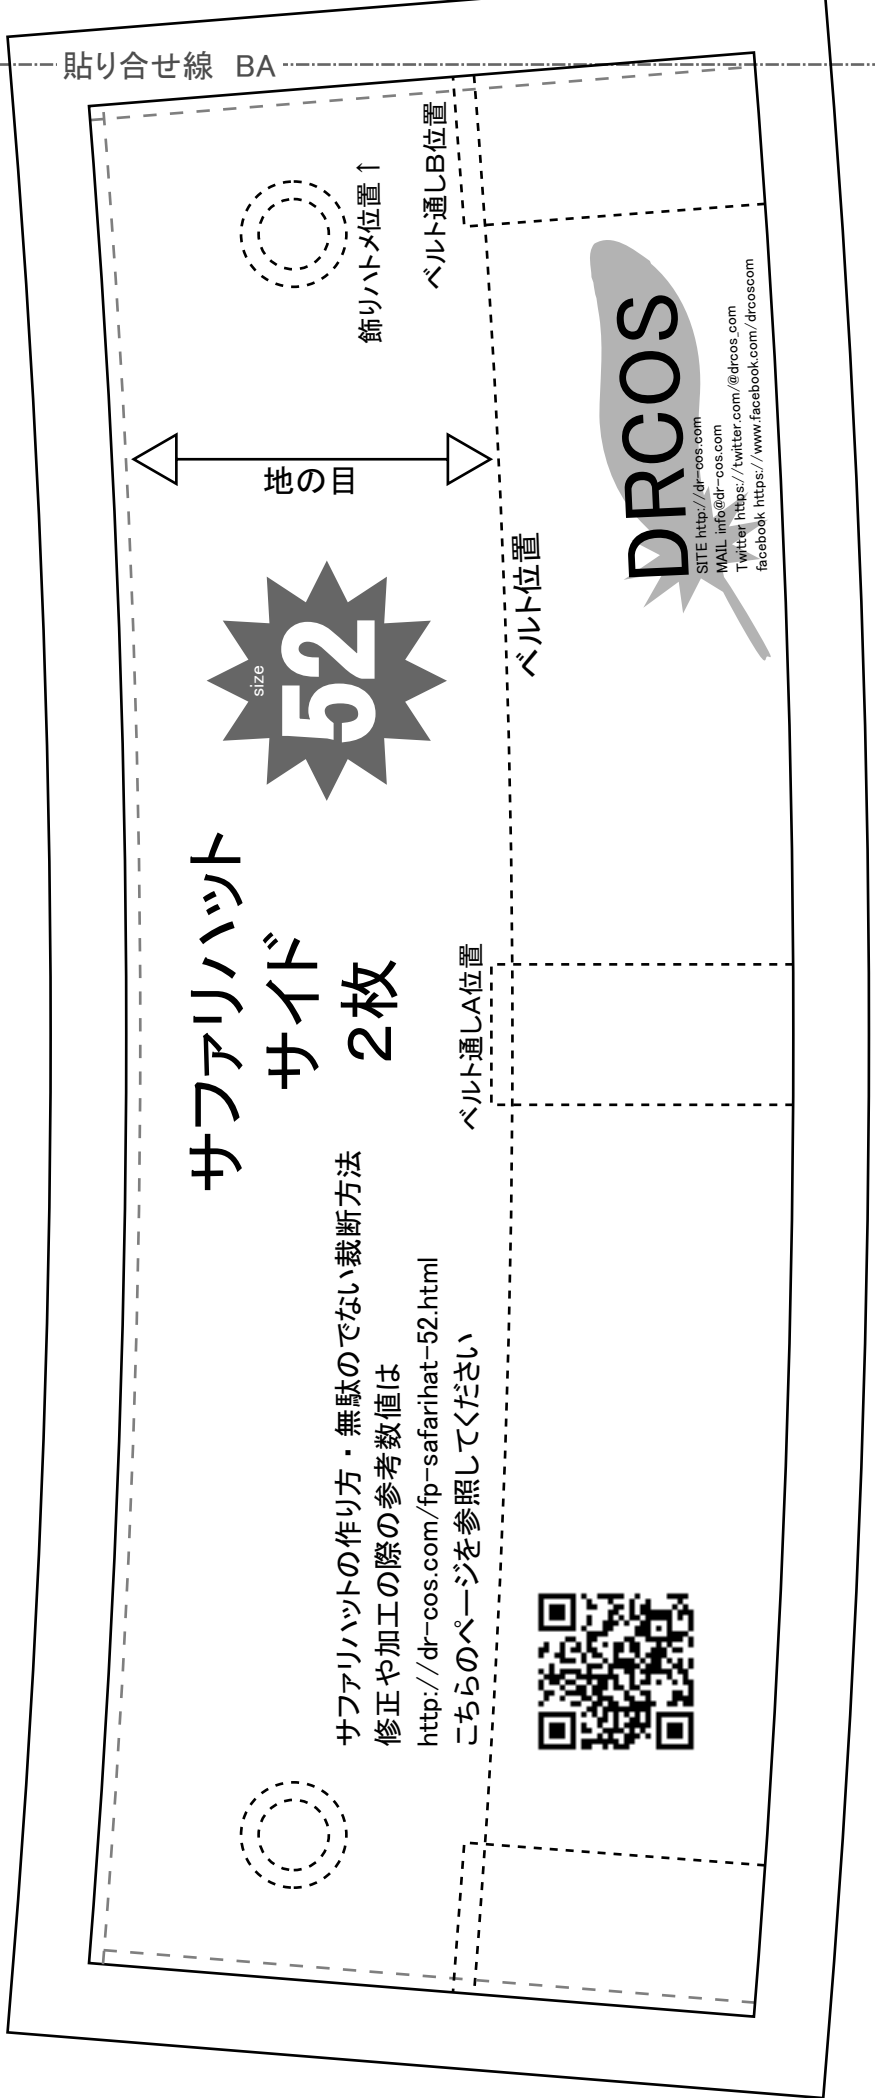 貼り合せ線 BA
飾りハトメ位置↑
ベルト通しB位置
地の目
size
52
ベルト位置
DRCOS
SITE http://dr-cos.com
MAIL info@dr-cos.com
Twitter https://twitter.com/@drcos_com
facebook https://www.facebook.com/drcoscom
サファリハット
サイド
2枚
ベルト通しA位置
サファリハットの作り方・無駄のでない裁断方法
修正や加工の際の参考数値は
http://dr-cos.com/fp-safarihat-52.html
こちらのページを参照してください